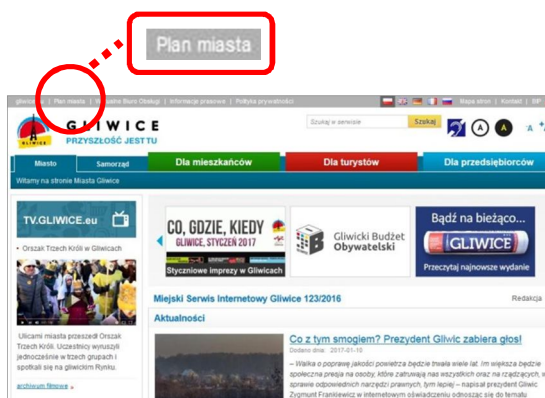 Plan miasta
Plan miasta | Wirtualne Biuro Obsługi | Informacje prasowe | Polityka prywatności
Mapa stron | Kontakt | BIP
GLIWICE
PRZYSZŁOŚĆ JEST TU
Szukaj w serwisie
Szukaj
A A A
Miasto Samorząd Dla mieszkańców Dla turystów Dla przedsiębiorców
Witamy na stronie Miasta Gliwice
TV.GLIWICE.eu
• Orszak Trzech Króli w Gliwicach
Ulicami miasta przeszedł Orszak
Trzech Króli. Uczestnicy wyruszyli
jednocześnie w trzech grupach i
spotkali się na gliwickim Rynku.
archiwum filmowe
CO, GDZIE, KIEDY
GLIWICE, STYCZEŃ 2017
Styczniowe imprezy w Gliwicach
Gliwicki Budżet
Obywatelski
Bądź na bieżąco...
GLIWICE
Przeczytaj najnowsze wydanie
Miejski Serwis Internetowy Gliwice 123/2016
Redakcja
Aktualności
Co z tym smogiem? Prezydent Gliwic zabiera głos!
Dodano dnia: 2017-01-10
– Walka o poprawę jakości powietrza będzie trwała wiele lat. Im większa będzie
społeczna presja na osoby, które zatruwają nas wszystkich oraz na rządzących, w
sprawie odpowiednich narzędzi prawnych, tym lepiej – napisał prezydent Gliwic
Zygmunt Frankiewicz w internetowym oświadczeniu odnosząc się do tematu